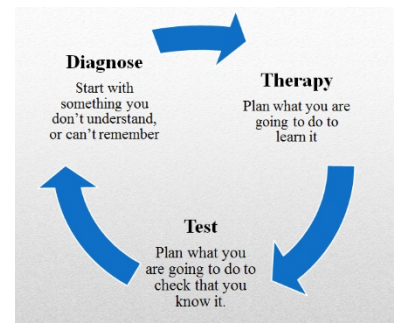 Diagnose
Start with
something you
don't understand,
or can't remember
Therapy
Plan what you are
going to do to
learn it
Test
Plan what you
are going to do to
check that you
know it.